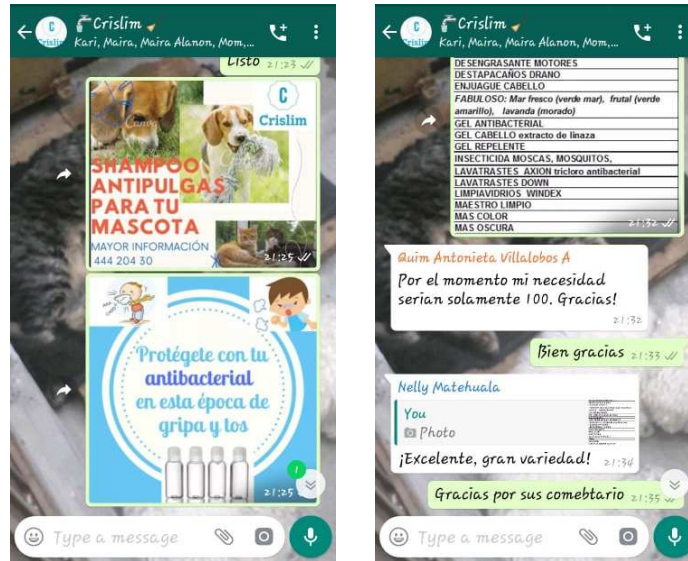 Crislim
Kari, Maira, Maira Alanon, Mom,...
Listo 21:23
C
Crislim
SHAMPOO
ANTIPULGAS
PARA TU
MASCOTA
MAYOR INFORMACIÓN
444 204 30
21:25
Protégete con tu
antibacterial
en esta época de
gripa y tos
1
21:25
Type a message
Crislim
Kari, Maira, Maira Alanon, Mom,...
DESENGRASANTE MOTORES
DESTAPACAÑOS DRANO
ENJUAGUE CABELLO
FABULOSO: Mar fresco (verde mar), frutal (verde
amarillo), lavanda (morado)
GEL ANTIBACTERIAL
GEL CABELLO extracto de linaza
GEL REPELENTE
INSECTICIDA MOSCAS, MOSQUITOS,
LAVATRASTES AXION tricloro antibacterial
LAVATRASTES DOWN
LIMPIAVIDRIOS WINDEX
MAESTRO LIMPIO
MAS COLOR
MAS OSCURA
21:32
Quim Antonieta Villalobos A
Por el momento mi necesidad
serian solamente 100. Gracias!
21:32
Bien gracias 21:33
Nelly Matehuala
You
Photo
¡Excelente, gran variedad! 21:34
Gracias por sus comebtario 21:35
Type a message